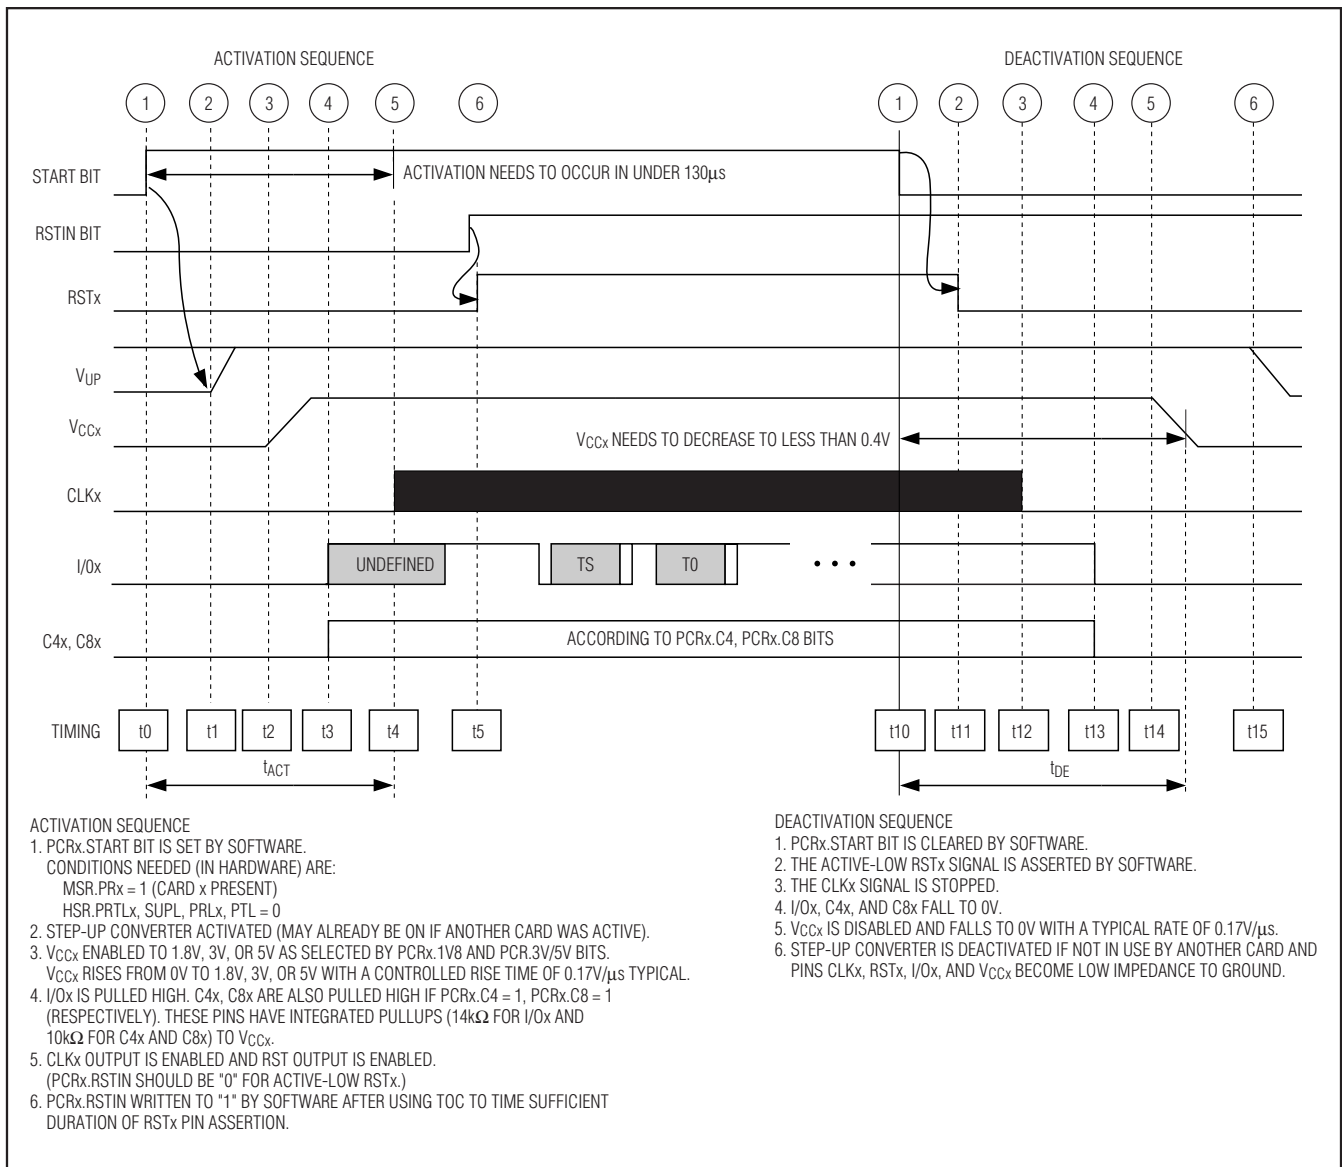 ACTIVATION SEQUENCE
DEACTIVATION SEQUENCE
1 2 3 4 5 6
1 2 3 4 5 6
START BIT
ACTIVATION NEEDS TO OCCUR IN UNDER 130µs
RSTIN BIT
RSTx
VUP
VCCx
VCCx NEEDS TO DECREASE TO LESS THAN 0.4V
CLKx
I/0x
UNDEFINED
TS
T0
• • •
C4x, C8x
ACCORDING TO PCRx.C4, PCRx.C8 BITS
TIMING
t0 t1 t2 t3 t4 t5
t10 t11 t12 t13 t14 t15
tACT
tDE
ACTIVATION SEQUENCE
1. PCRx.START BIT IS SET BY SOFTWARE.
CONDITIONS NEEDED (IN HARDWARE) ARE:
MSR.PRx = 1 (CARD x PRESENT)
HSR.PRTLx, SUPL, PRLx, PTL = 0
2. STEP-UP CONVERTER ACTIVATED (MAY ALREADY BE ON IF ANOTHER CARD WAS ACTIVE).
3. VCCx ENABLED TO 1.8V, 3V, OR 5V AS SELECTED BY PCRx.1V8 AND PCR.3V/5V BITS.
VCCx RISES FROM 0V TO 1.8V, 3V, OR 5V WITH A CONTROLLED RISE TIME OF 0.17V/µs TYPICAL.
4. I/Ox IS PULLED HIGH. C4x, C8x ARE ALSO PULLED HIGH IF PCRx.C4 = 1, PCRx.C8 = 1
(RESPECTIVELY). THESE PINS HAVE INTEGRATED PULLUPS (14kΩ FOR I/Ox AND
10kΩ FOR C4x AND C8x) TO VCCx.
5. CLKx OUTPUT IS ENABLED AND RST OUTPUT IS ENABLED.
(PCRx.RSTIN SHOULD BE "0" FOR ACTIVE-LOW RSTx.)
6. PCRx.RSTIN WRITTEN TO "1" BY SOFTWARE AFTER USING TOC TO TIME SUFFICIENT
DURATION OF RSTx PIN ASSERTION.
DEACTIVATION SEQUENCE
1. PCRx.START BIT IS CLEARED BY SOFTWARE.
2. THE ACTIVE-LOW RSTx SIGNAL IS ASSERTED BY SOFTWARE.
3. THE CLKx SIGNAL IS STOPPED.
4. I/Ox, C4x, AND C8x FALL TO 0V.
5. VCCx IS DISABLED AND FALLS TO 0V WITH A TYPICAL RATE OF 0.17V/µs.
6. STEP-UP CONVERTER IS DEACTIVATED IF NOT IN USE BY ANOTHER CARD AND
PINS CLKx, RSTx, I/Ox, AND VCCx BECOME LOW IMPEDANCE TO GROUND.